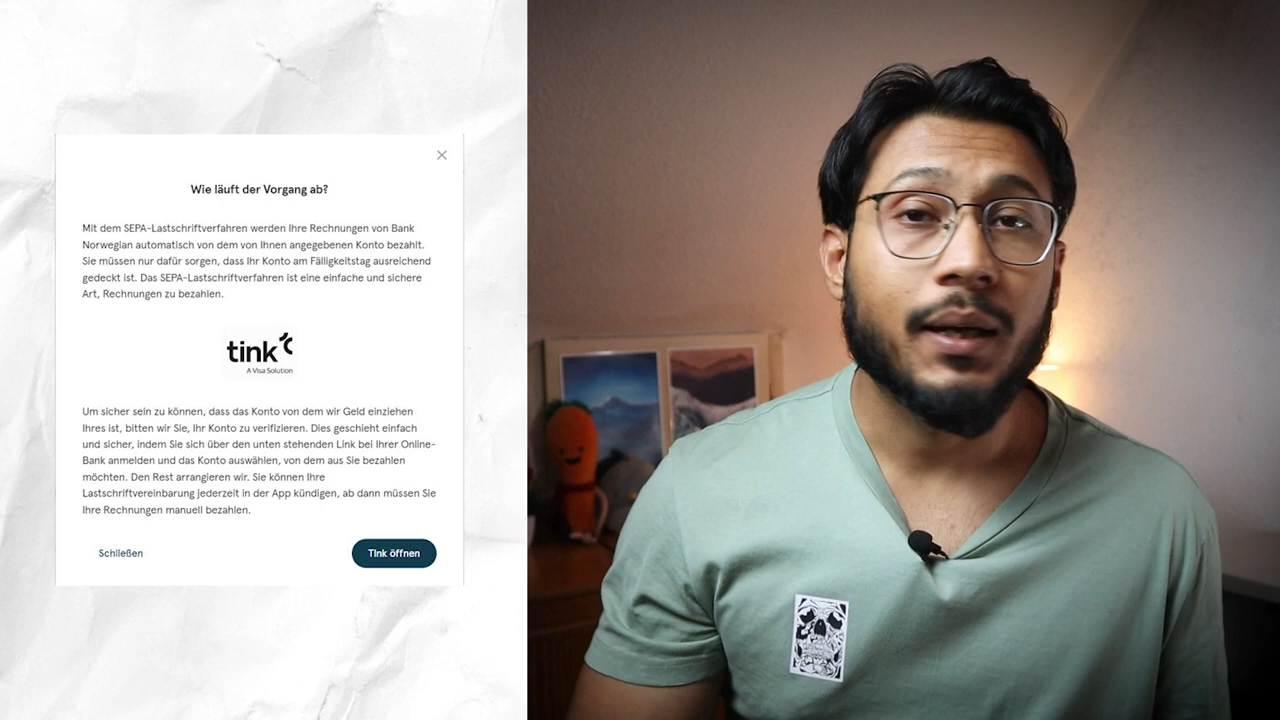 Wie läuft der Vorgang ab?
Mit dem SEPA-Lastschriftverfahren werden Ihre Rechnungen von Bank
Norwegian automatisch von dem von Ihnen angegebenen Konto bezahlt.
Sie müssen nur dafür sorgen, dass Ihr Konto am Fälligkeitstag ausreichend
gedeckt ist. Das SEPA-Lastschriftverfahren ist eine einfache und sichere
Art, Rechnungen zu bezahlen.
tink
A Visa Solution
Um sicher sein zu können, dass das Konto von dem wir Geld einziehen
Ihres ist, bitten wir Sie, Ihr Konto zu verifizieren. Dies geschieht einfach
und sicher, indem Sie sich über den unten stehenden Link bei Ihrer Online-
Bank anmelden und das Konto auswählen, von dem aus Sie bezahlen
möchten. Den Rest arrangieren wir. Sie können Ihre
Lastschriftvereinbarung jederzeit in der App kündigen, ab dann müssen Sie
Ihre Rechnungen manuell bezahlen.
Schließen
Tink öffnen